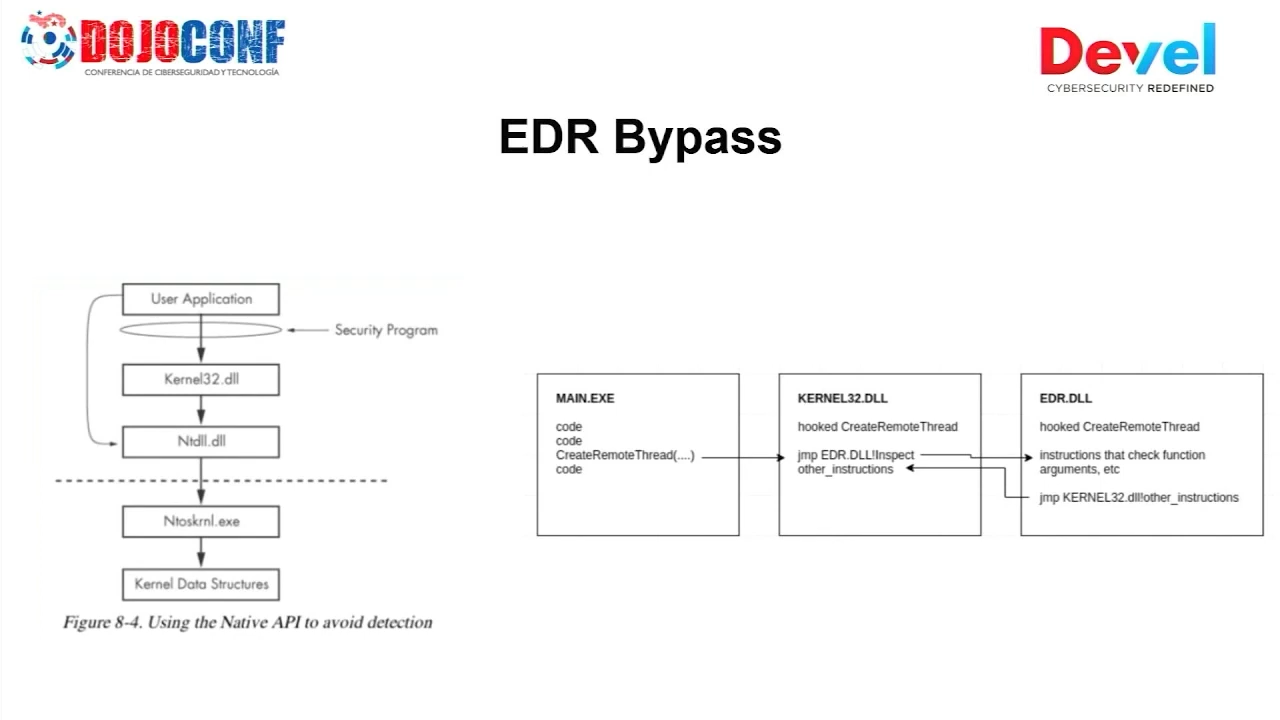 DOJOCONF
CONFERENCIA DE CIBERSEGURIDAD Y TECNOLOGÍA
Devel
CYBERSECURITY REDEFINED
EDR Bypass
User Application
Security Program
Kernel32.dll
Ntdll.dll
Ntoskrnl.exe
Kernel Data Structures
Figure 8-4. Using the Native API to avoid detection
MAIN.EXE
code
code
CreateRemoteThread(....)
code
KERNEL32.DLL
hooked CreateRemoteThread
jmp EDR.DLL!Inspect
other_instructions
EDR.DLL
hooked CreateRemoteThread
instructions that check function
arguments, etc
jmp KERNEL32.dll!other_instructions